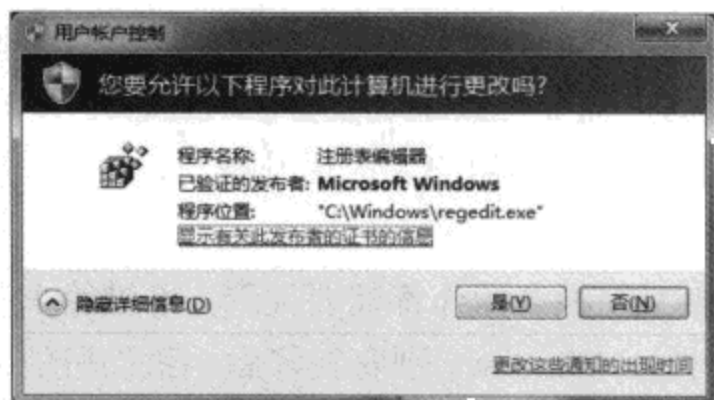 用户帐户控制
您要允许以下程序对此计算机进行更改吗?
程序名称: 注册表编辑器
已验证的发布者: Microsoft Windows
程序位置: "C:\Windows\regedit.exe"
显示有关此发布者的证书的信息
隐藏详细信息(D)
是(Y) 否(N)
更改这些通知的出现时间